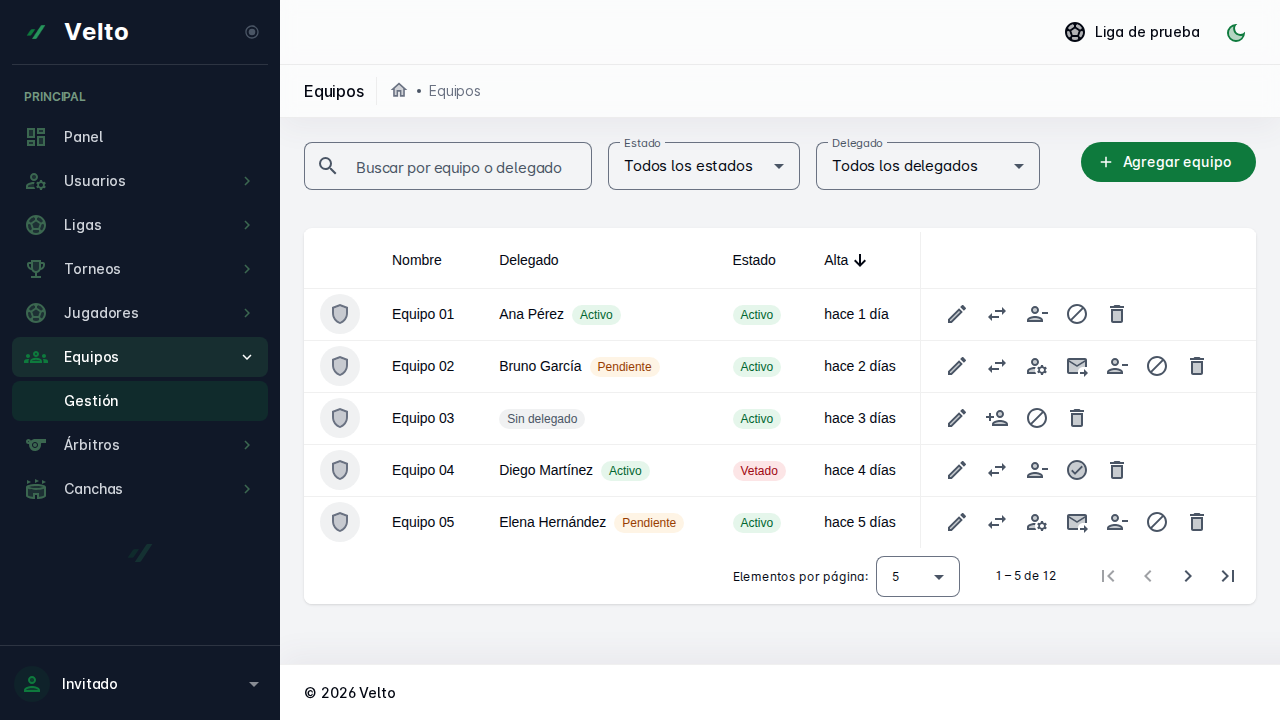 Velto
Liga de prueba
PRINCIPAL
Panel
Usuarios
Ligas
Torneos
Jugadores
Equipos
Gestión
Árbitros
Canchas
Invitado
Equipos
Equipos
Buscar por equipo o delegado
Estado
Todos los estados
Delegado
Todos los delegados
Agregar equipo
Nombre Delegado Estado Alta
Equipo 01 Ana Pérez Activo Activo hace 1 día
Equipo 02 Bruno García Pendiente Activo hace 2 días
Equipo 03 Sin delegado Activo hace 3 días
Equipo 04 Diego Martínez Activo Vetado hace 4 días
Equipo 05 Elena Hernández Pendiente Activo hace 5 días
Elementos por página: 5 1 – 5 de 12
© 2026 Velto